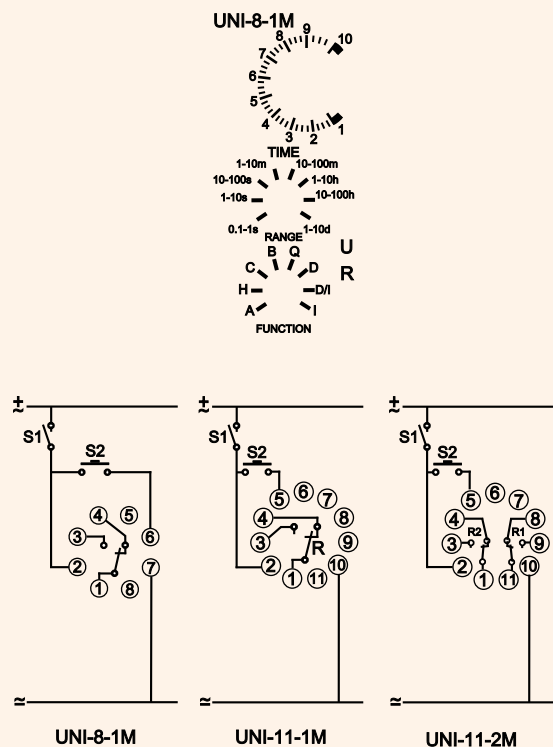 UNI-8-1M
1 2 3 4 5 6 7 8 9 10
TIME
1-10m 10-100m
10-100s 1-10h
1-10s 10-100h
0.1-1s 1-10d
RANGE
U
B Q
R
C D
H D/I
A I
FUNCTION
± ~ ± ~ ± ~
S1 S1 S1
S2 S2 S2
4 5 3 6 2 7 1 8
5 6 7 4 8 3 R 9 2 10 1 11
5 6 7 4 8 3 R2 R1 9 2 10 1 11
≃ ≃ ≃
UNI-8-1M UNI-11-1M UNI-11-2M